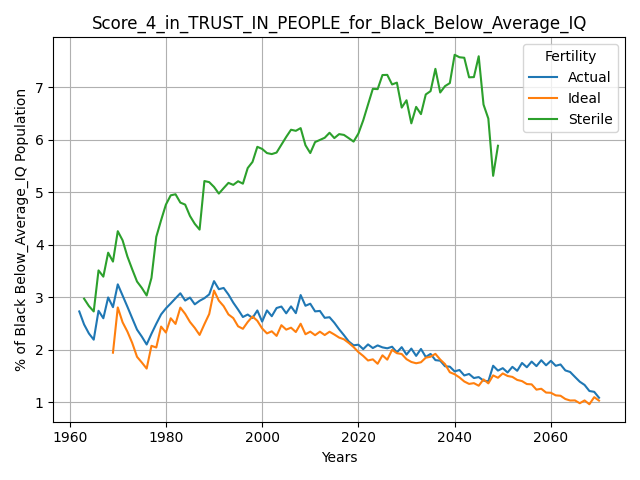 Score_4_in_TRUST_IN_PEOPLE_for_Black_Below_Average_IQ
% of Black Below_Average_IQ Population
7
6
5
4
3
2
1
Fertility
Actual
Ideal
Sterile
1960 1980 2000 2020 2040 2060
Years